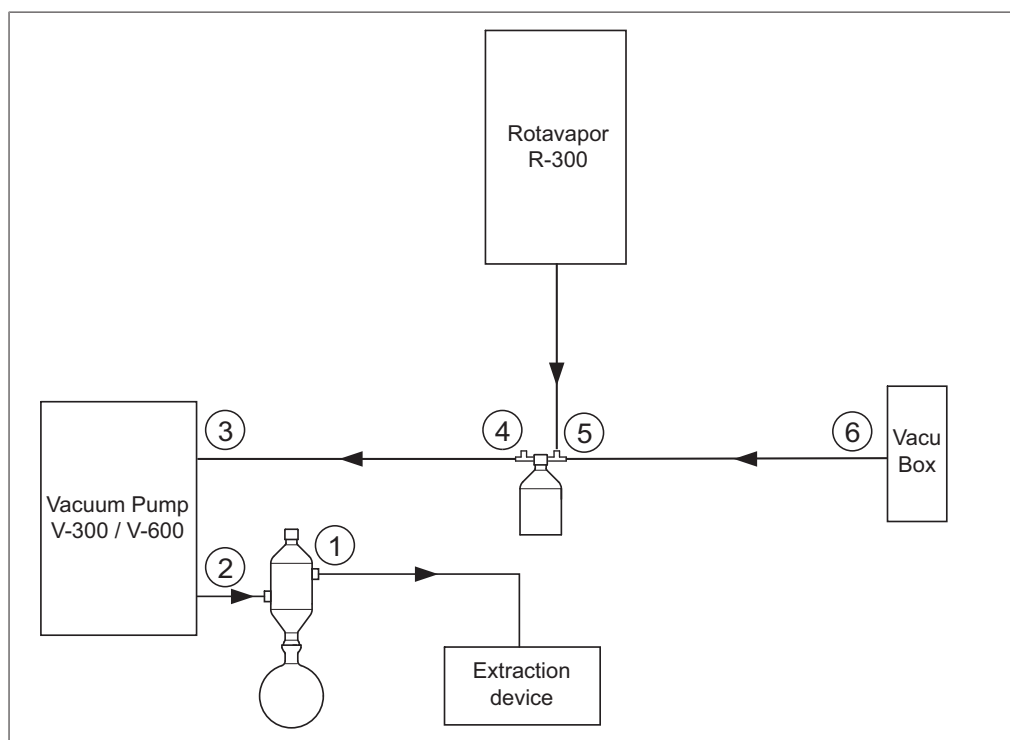 Rotavapor
R-300
3
4
5
6
Vacu
Box
Vacuum Pump
V-300 / V-600
2
1
Extraction
device